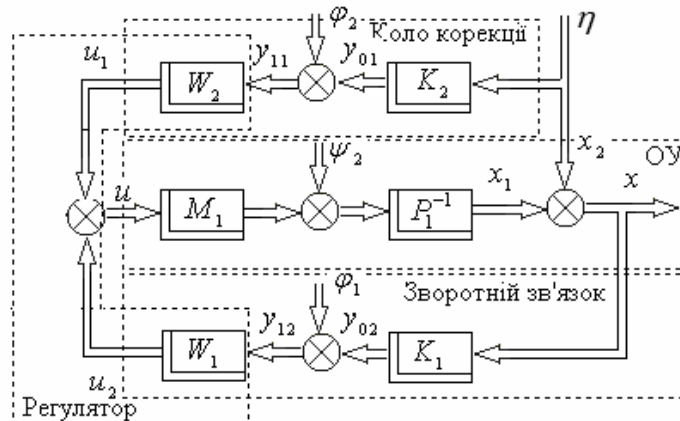 φ₂
Коло корекції
η
u₁
y₁₁
y₀₁
W₂
K₂
ψ₂
x₂
ОУ
u
M₁
P₁⁻¹
x₁
x
φ₁
Зворотній зв'язок
y₁₂
y₀₂
W₁
K₁
u₂
Регулятор